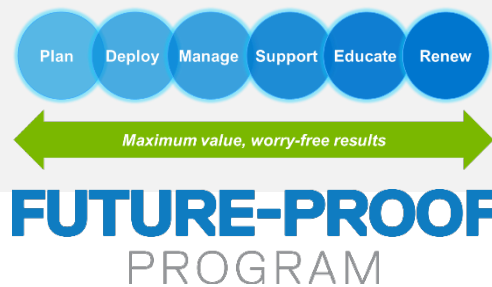 Plan Deploy Manage Support Educate Renew
Maximum value, worry-free results
FUTURE-PROOF
PROGRAM